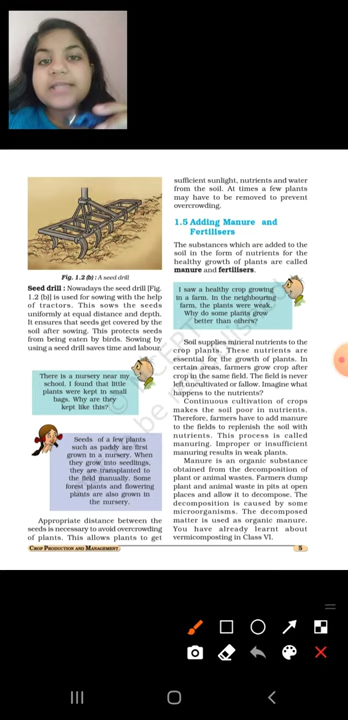 Fig. 1.2 (b) : A seed drill
Seed drill : Nowadays the seed drill [Fig.
1.2 (b)] is used for sowing with the help
of tractors. This sows the seeds
uniformly at equal distance and depth.
It ensures that seeds get covered by the
soil after sowing. This protects seeds
from being eaten by birds. Sowing by
using a seed drill saves time and labour.
There is a nursery near my
school. I found that little
plants were kept in small
bags. Why are they
kept like this?
Seeds of a few plants
such as paddy are first
grown in a nursery. When
they grow into seedlings,
they are transplanted to
the field manually. Some
forest plants and flowering
plants are also grown in
the nursery.
Appropriate distance between the
seeds is necessary to avoid overcrowding
of plants. This allows plants to get
sufficient sunlight, nutrients and water
from the soil. At times a few plants
may have to be removed to prevent
overcrowding.
1.5 Adding Manure and
Fertilisers
The substances which are added to the
soil in the form of nutrients for the
healthy growth of plants are called
manure and fertilisers.
I saw a healthy crop growing
in a farm. In the neighbouring
farm, the plants were weak.
Why do some plants grow
better than others?
Soil supplies mineral nutrients to the
crop plants. These nutrients are
essential for the growth of plants. In
certain areas, farmers grow crop after
crop in the same field. The field is never
left uncultivated or fallow. Imagine what
happens to the nutrients?
Continuous cultivation of crops
makes the soil poor in nutrients.
Therefore, farmers have to add manure
to the fields to replenish the soil with
nutrients. This process is called
manuring. Improper or insufficient
manuring results in weak plants.
Manure is an organic substance
obtained from the decomposition of
plant or animal wastes. Farmers dump
plant and animal waste in pits at open
places and allow it to decompose. The
decomposition is caused by some
microorganisms. The decomposed
matter is used as organic manure.
You have already learnt about
vermicomposting in Class VI.
CROP PRODUCTION AND MANAGEMENT
5